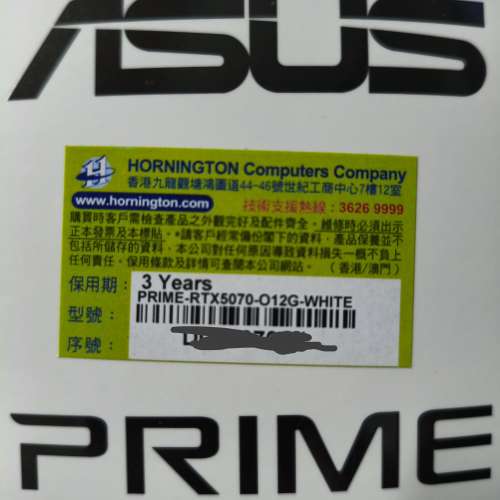 ASUS
HORNINGTON Computers Company
香港九龍觀塘鴻圖道44-46號世紀工商中心7樓12室
www.hornington.com 技術支援熱線：3626 9999
購買時客戶需檢查產品之外觀完好及配件齊全。維修時必須出示
正本發票及本標貼。*請客戶經常備份閣下的資料，產品保養並不
包括所儲存的資料。本公司對任何原因導致資料損失一概不負上
任何責任。保用條款及詳情可查閱本公司網站。（香港/澳門）
保用期：3 Years
PRIME-RTX5070-O12G-WHITE
型號：
序號：
PRIME